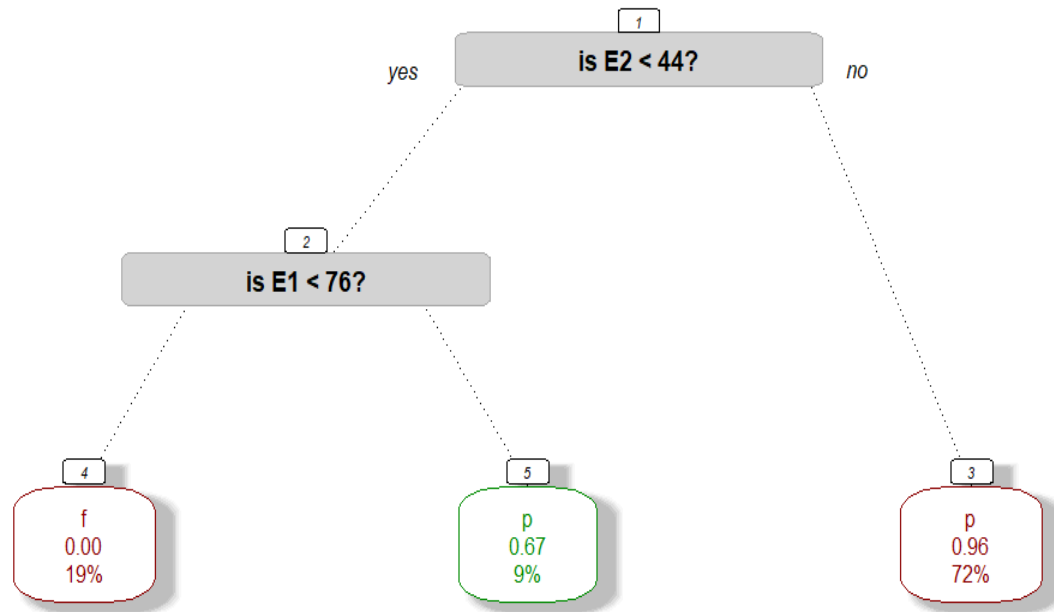 1
is E2 < 44?
yes
no
2
is E1 < 76?
4
f
0.00
19%
5
p
0.67
9%
3
p
0.96
72%